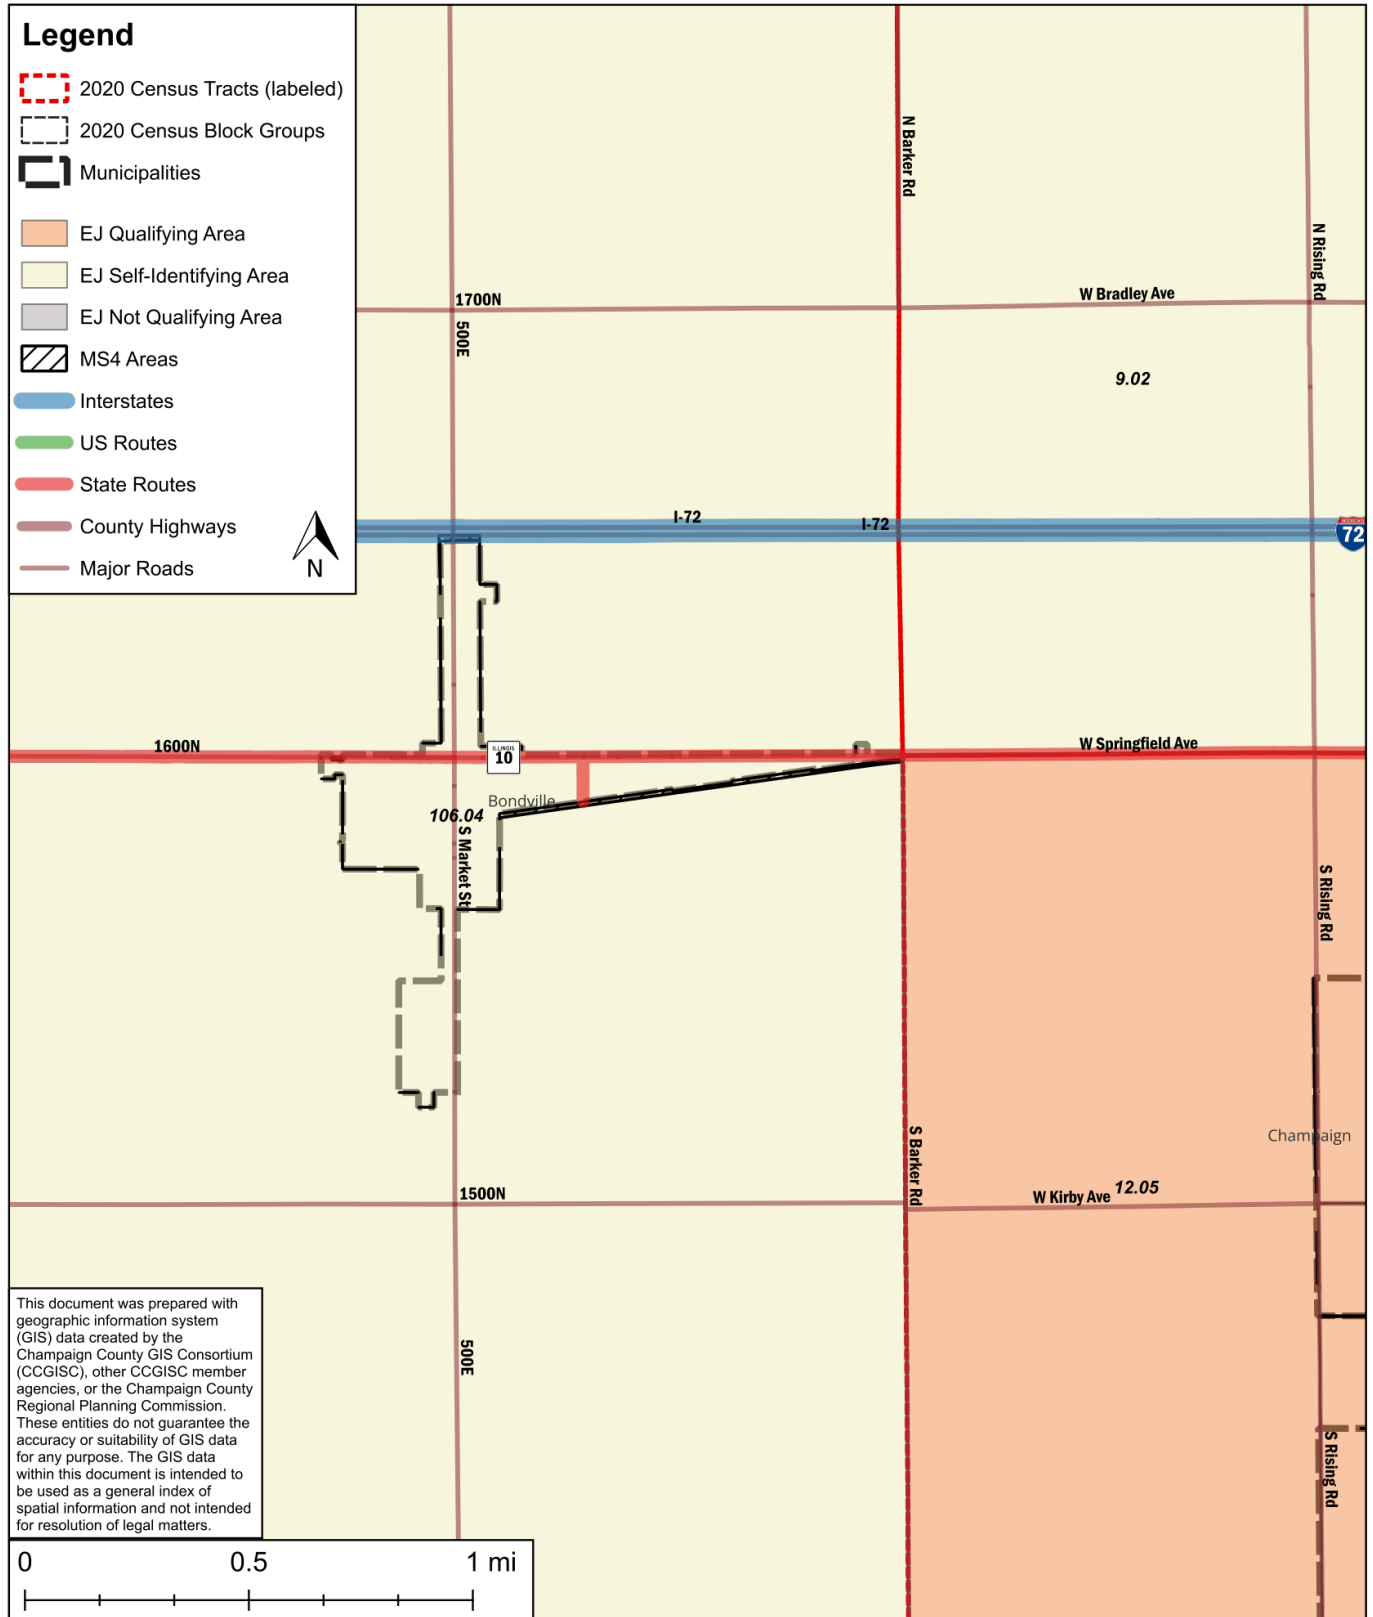 Legend
2020 Census Tracts (labeled)
2020 Census Block Groups
Municipalities
EJ Qualifying Area
EJ Self-Identifying Area
EJ Not Qualifying Area
MS4 Areas
Interstates
US Routes
State Routes
County Highways
Major Roads
N
N Barker Rd
N Rising Rd
W Bradley Ave
1700N
500E
9.02
I-72
I-72
INTERSTATE
72
1600N
ILLINOIS
10
W Springfield Ave
Bondville
106.04
S Market St
S Rising Rd
S Barker Rd
Champaign
12.05
W Kirby Ave
1500N
500E
S Rising Rd
This document was prepared with
geographic information system
(GIS) data created by the
Champaign County GIS Consortium
(CCGISC), other CCGISC member
agencies, or the Champaign County
Regional Planning Commission.
These entities do not guarantee the
accuracy or suitability of GIS data
for any purpose. The GIS data
within this document is intended to
be used as a general index of
spatial information and not intended
for resolution of legal matters.
0 0.5 1 mi